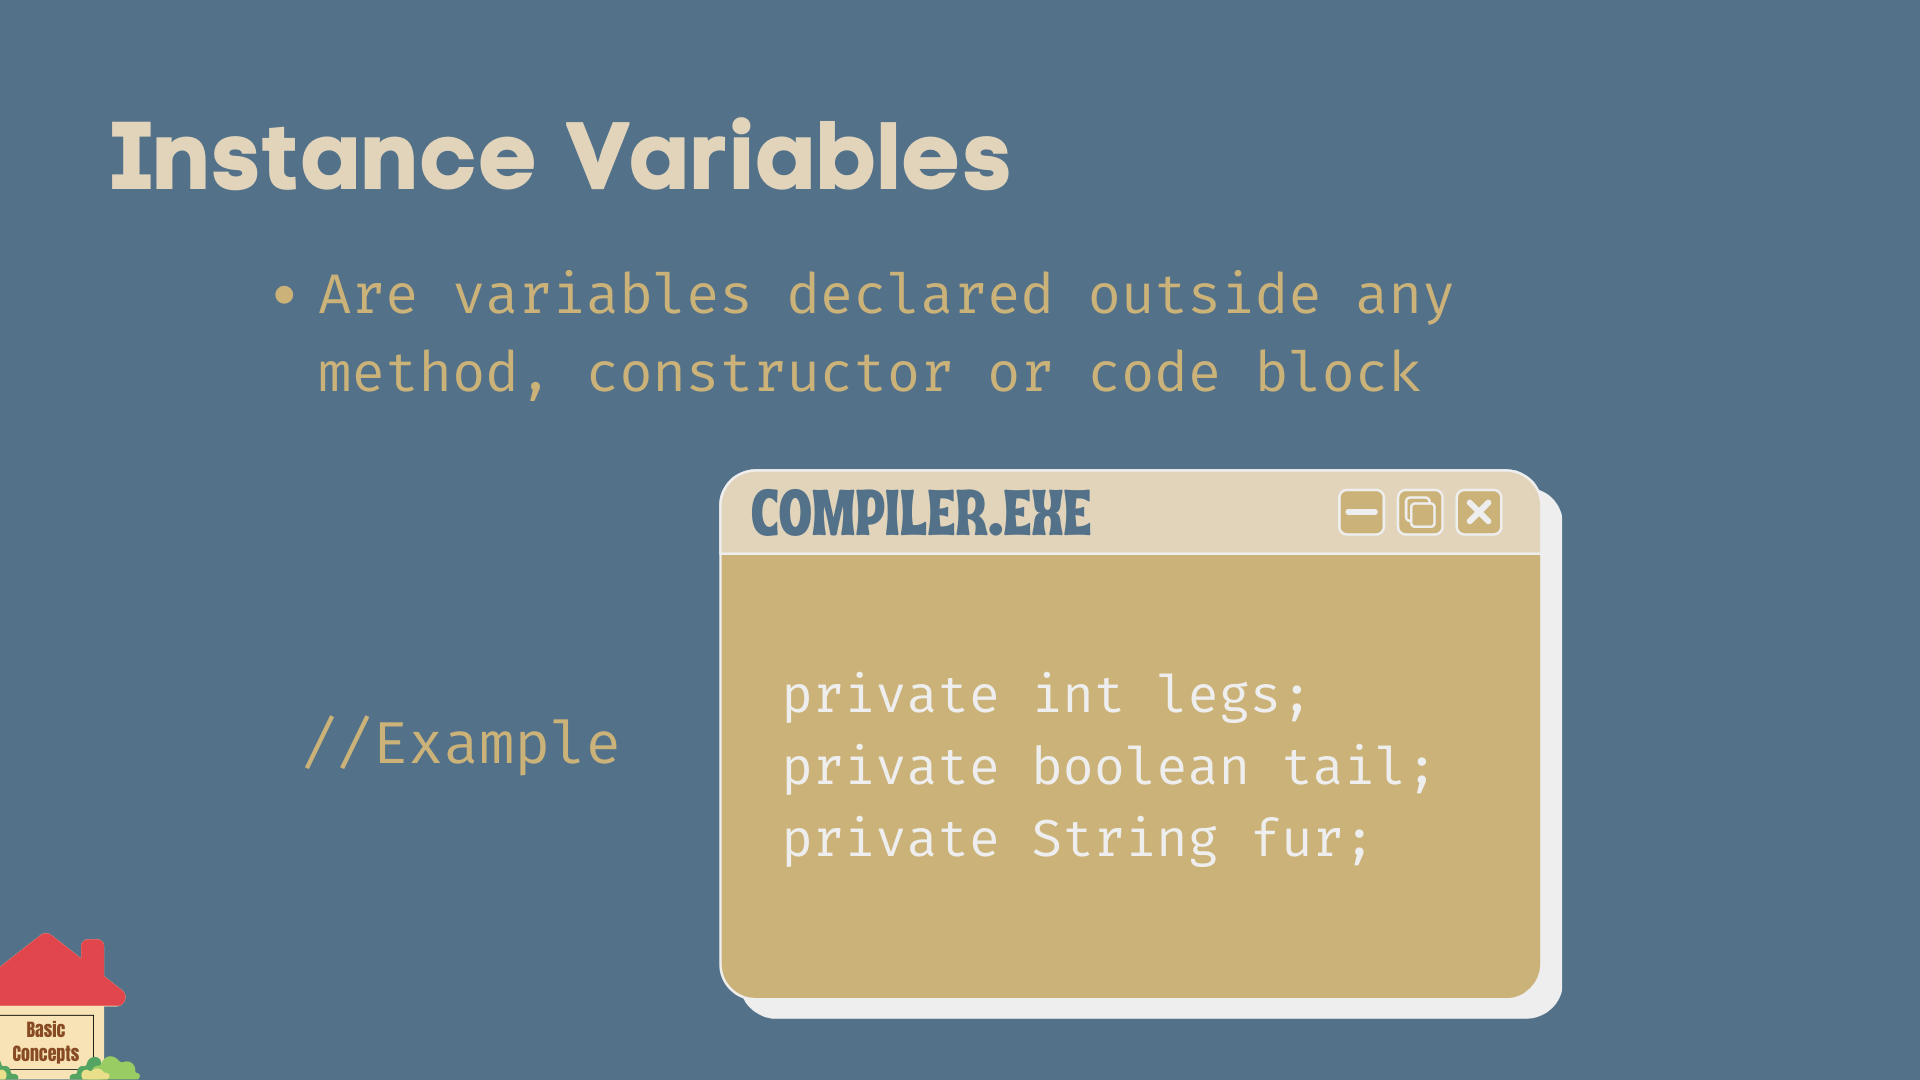 Instance Variables
• Are variables declared outside any
method, constructor or code block
COMPILER.EXE
//Example
private int legs;
private boolean tail;
private String fur;
Basic
Concepts